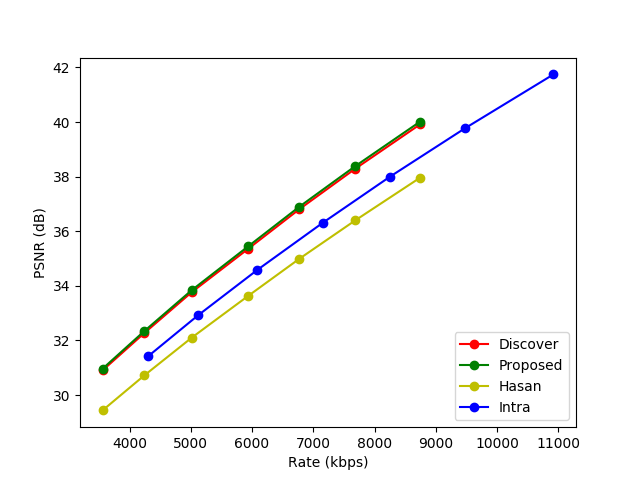 42
40
38
36
34
32
30
PSNR (dB)
4000 5000 6000 7000 8000 9000 10000 11000
Rate (kbps)
Discover
Proposed
Hasan
Intra